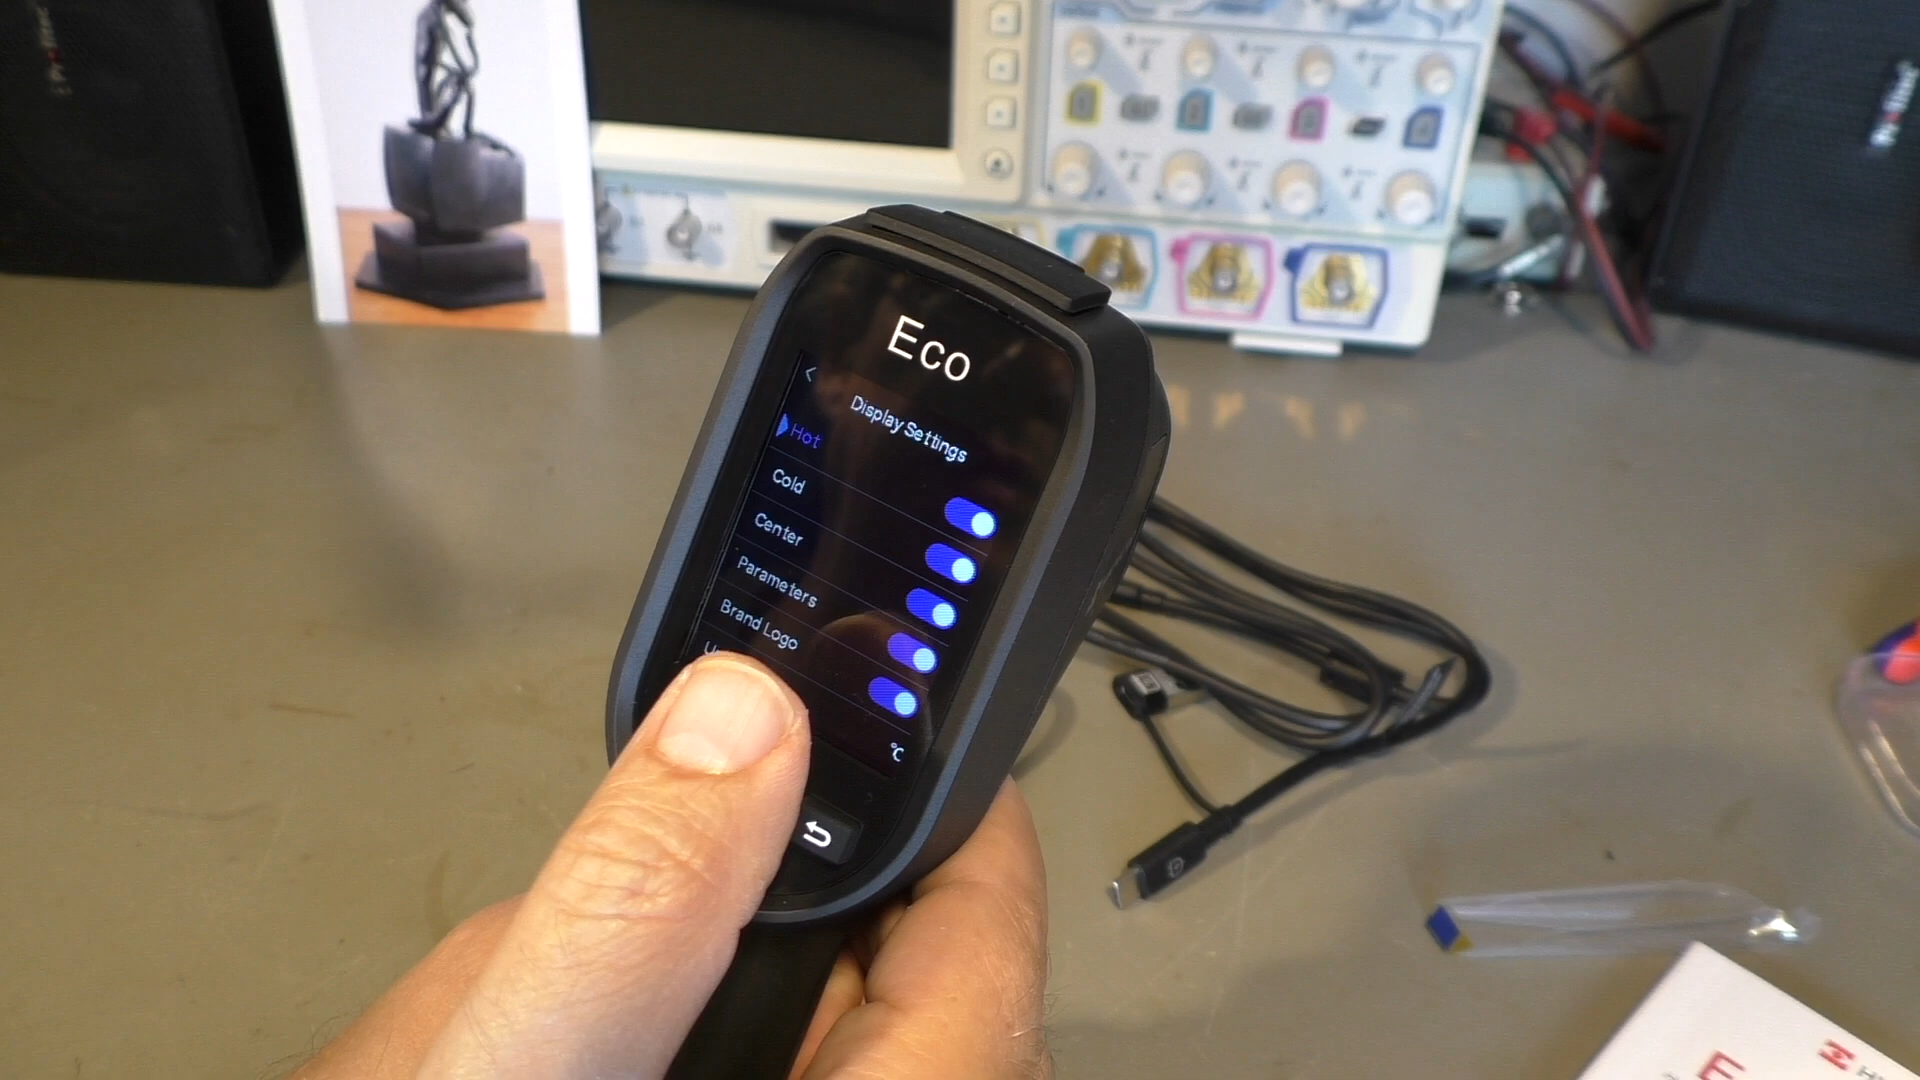 Eco
<
Display Settings
Hot
Cold
Center
Parameters
Brand Logo
°C